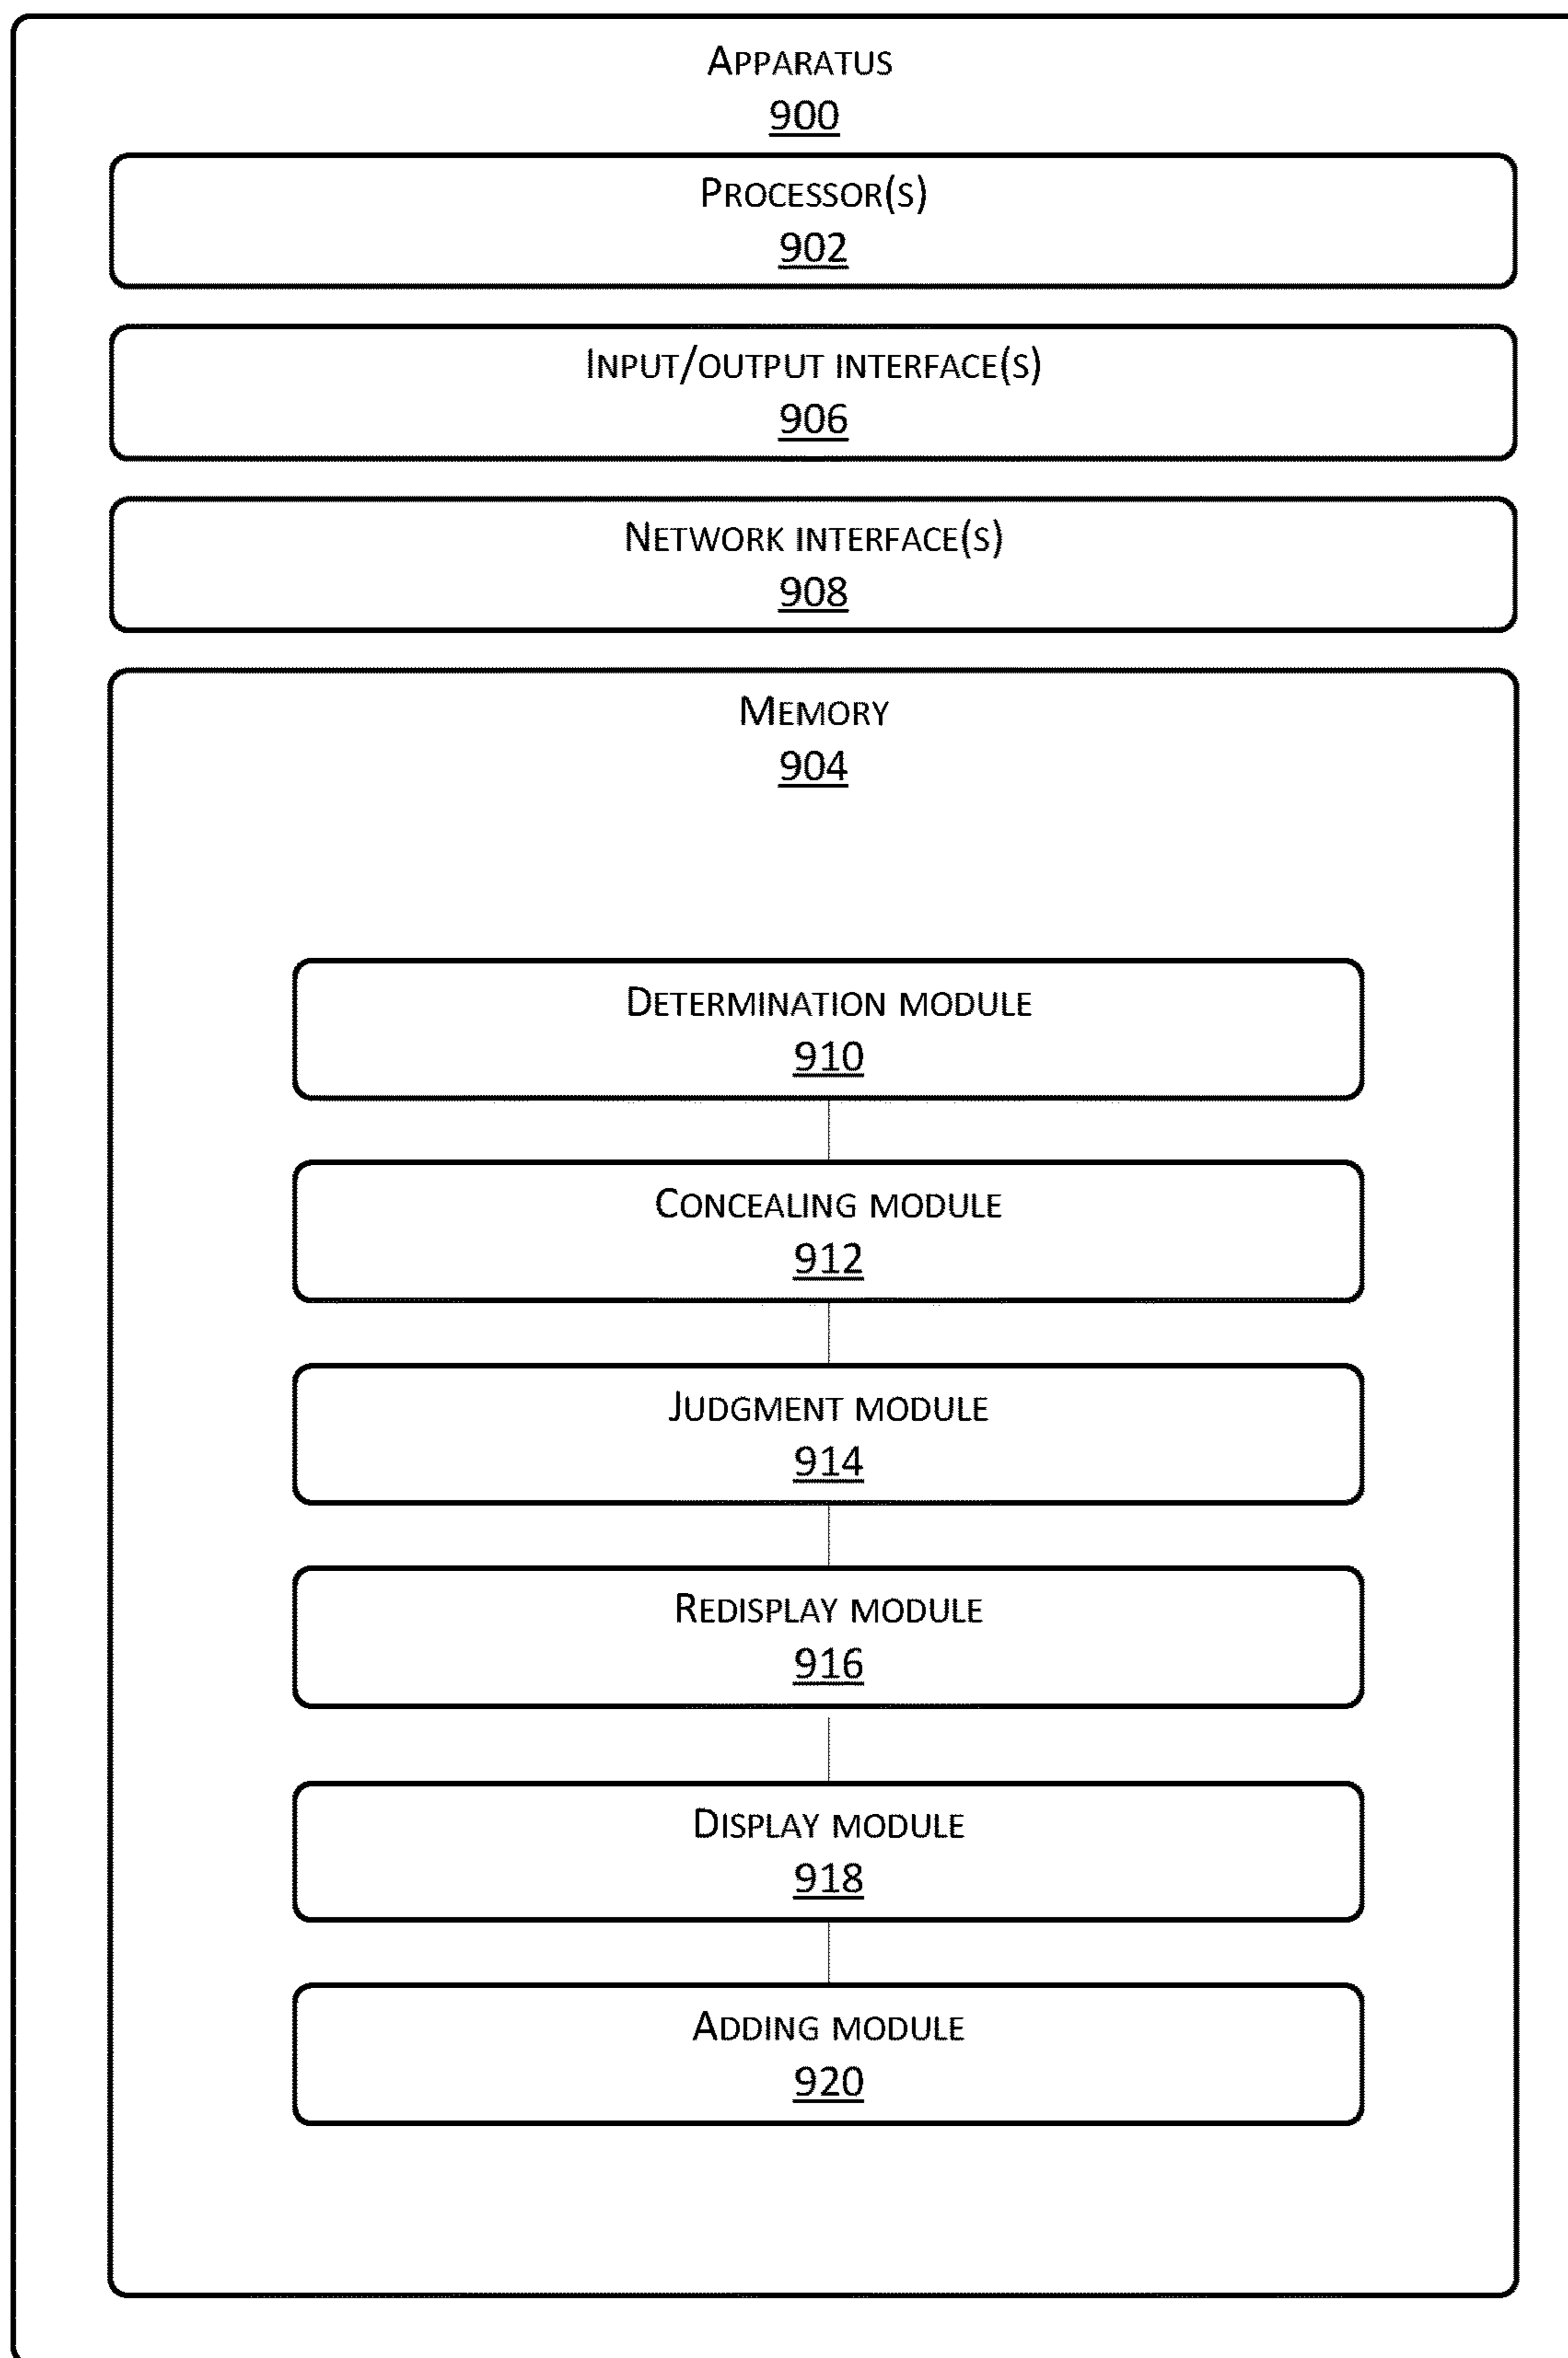 APPARATUS
900
PROCESSOR(S)
902
INPUT/OUTPUT INTERFACE(S)
906
NETWORK INTERFACE(S)
908
MEMORY
904
DETERMINATION MODULE
910
CONCEALING MODULE
912
JUDGMENT MODULE
914
REDISPLAY MODULE
916
DISPLAY MODULE
918
ADDING MODULE
920